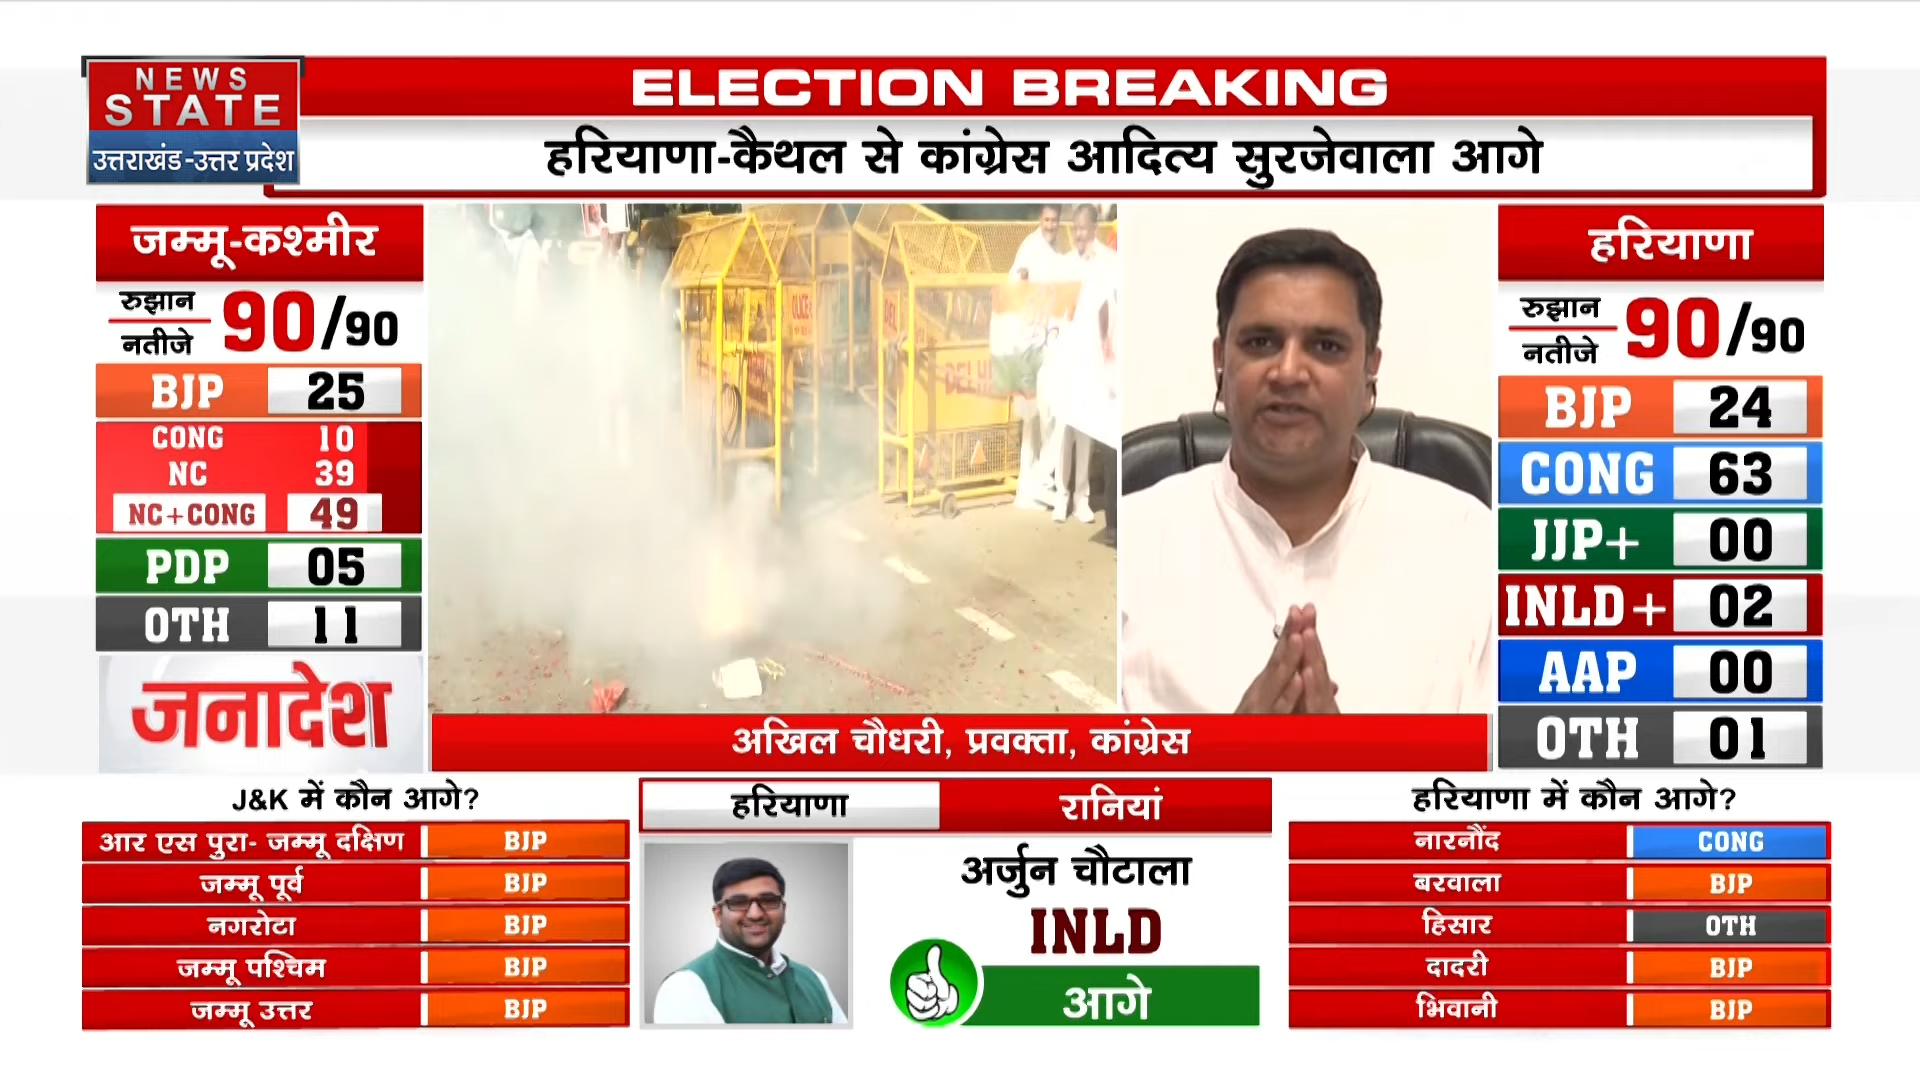 NEWS
STATE
उत्तराखंड-उत्तर प्रदेश
ELECTION BREAKING
हरियाणा-कैथल से कांग्रेस आदित्य सुरजेवाला आगे
जम्मू-कश्मीर
रुझान
नतीजे
90/90
BJP 25
CONG 10
NC 39
NC+CONG 49
PDP 05
OTH 11
जनादेश
DELHI
अखिल चौधरी, प्रवक्ता, कांग्रेस
हरियाणा
रुझान
नतीजे
90/90
BJP 24
CONG 63
JJP+ 00
INLD+ 02
AAP 00
OTH 01
J&K में कौन आगे?
आर एस पुरा- जम्मू दक्षिण BJP
जम्मू पूर्व BJP
नगरोटा BJP
जम्मू पश्चिम BJP
जम्मू उत्तर BJP
हरियाणा रानियां
अर्जुन चौटाला
INLD
आगे
हरियाणा में कौन आगे?
नारनौंद CONG
बरवाला BJP
हिसार OTH
दादरी BJP
भिवानी BJP